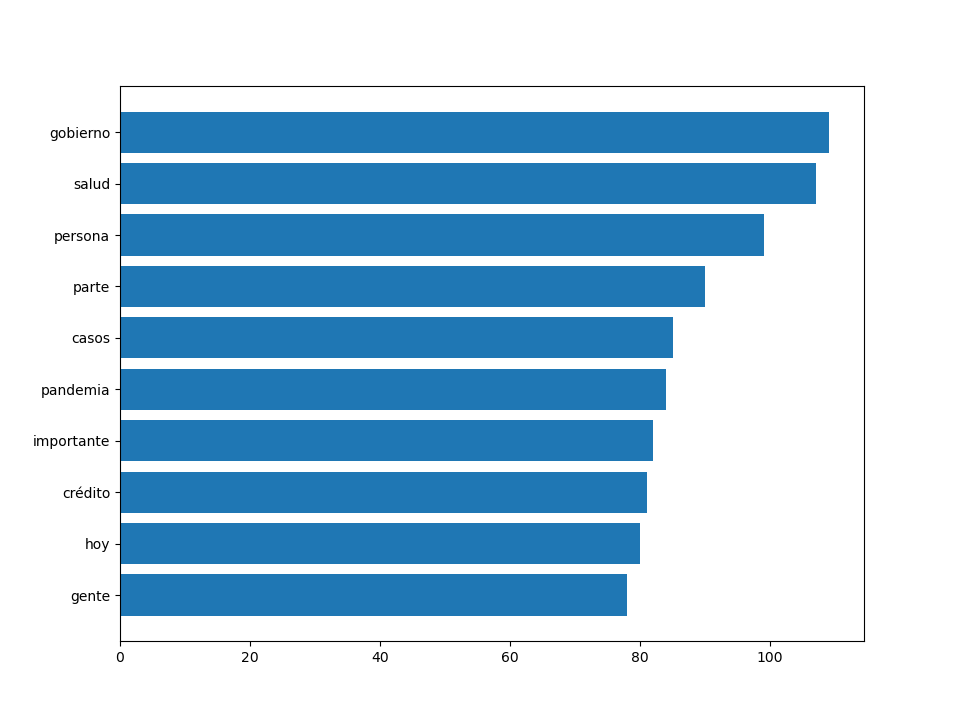 gobierno
salud
persona
parte
casos
pandemia
importante
crédito
hoy
gente
0 20 40 60 80 100